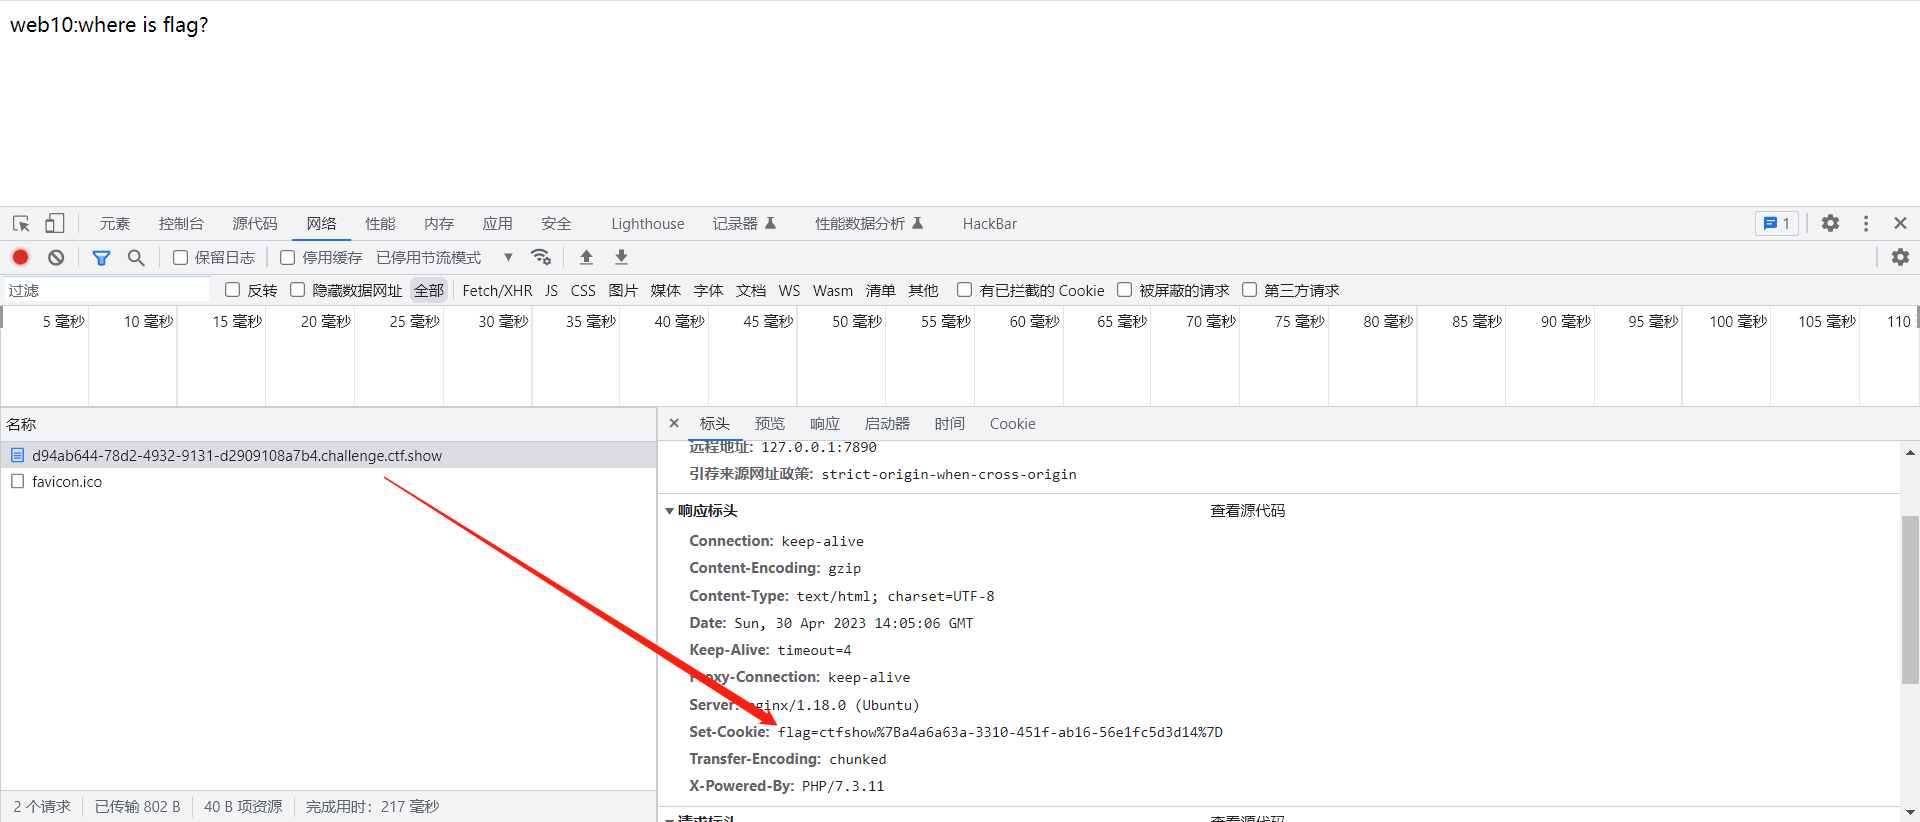 web10:where is flag?
元素 控制台 源代码 网络 性能 内存 应用 安全 Lighthouse 记录器 性能数据分析 HackBar 1
保留日志 停用缓存 已停用节流模式
过滤 反转 隐藏数据网址 全部 Fetch/XHR JS CSS 图片 媒体 字体 文档 WS Wasm 清单 其他 有已拦截的 Cookie 被屏蔽的请求 第三方请求
5 毫秒 10 毫秒 15 毫秒 20 毫秒 25 毫秒 30 毫秒 35 毫秒 40 毫秒 45 毫秒 50 毫秒 55 毫秒 60 毫秒 65 毫秒 70 毫秒 75 毫秒 80 毫秒 85 毫秒 90 毫秒 95 毫秒 100 毫秒 105 毫秒 110
名称
d94ab644-78d2-4932-9131-d2909108a7b4.challenge.ctf.show
favicon.ico
2 个请求 已传输 802 B 40 B 项资源 完成用时：217 毫秒
标头 预览 响应 启动器 时间 Cookie
远程地址: 127.0.0.1:7890
引荐来源网址政策: strict-origin-when-cross-origin
响应标头 查看源代码
Connection: keep-alive
Content-Encoding: gzip
Content-Type: text/html; charset=UTF-8
Date: Sun, 30 Apr 2023 14:05:06 GMT
Keep-Alive: timeout=4
Proxy-Connection: keep-alive
Server: nginx/1.18.0 (Ubuntu)
Set-Cookie: flag=ctfshow%7Ba4a6a63a-3310-451f-ab16-56e1fc5d3d14%7D
Transfer-Encoding: chunked
X-Powered-By: PHP/7.3.11
请求标头 查看源代码